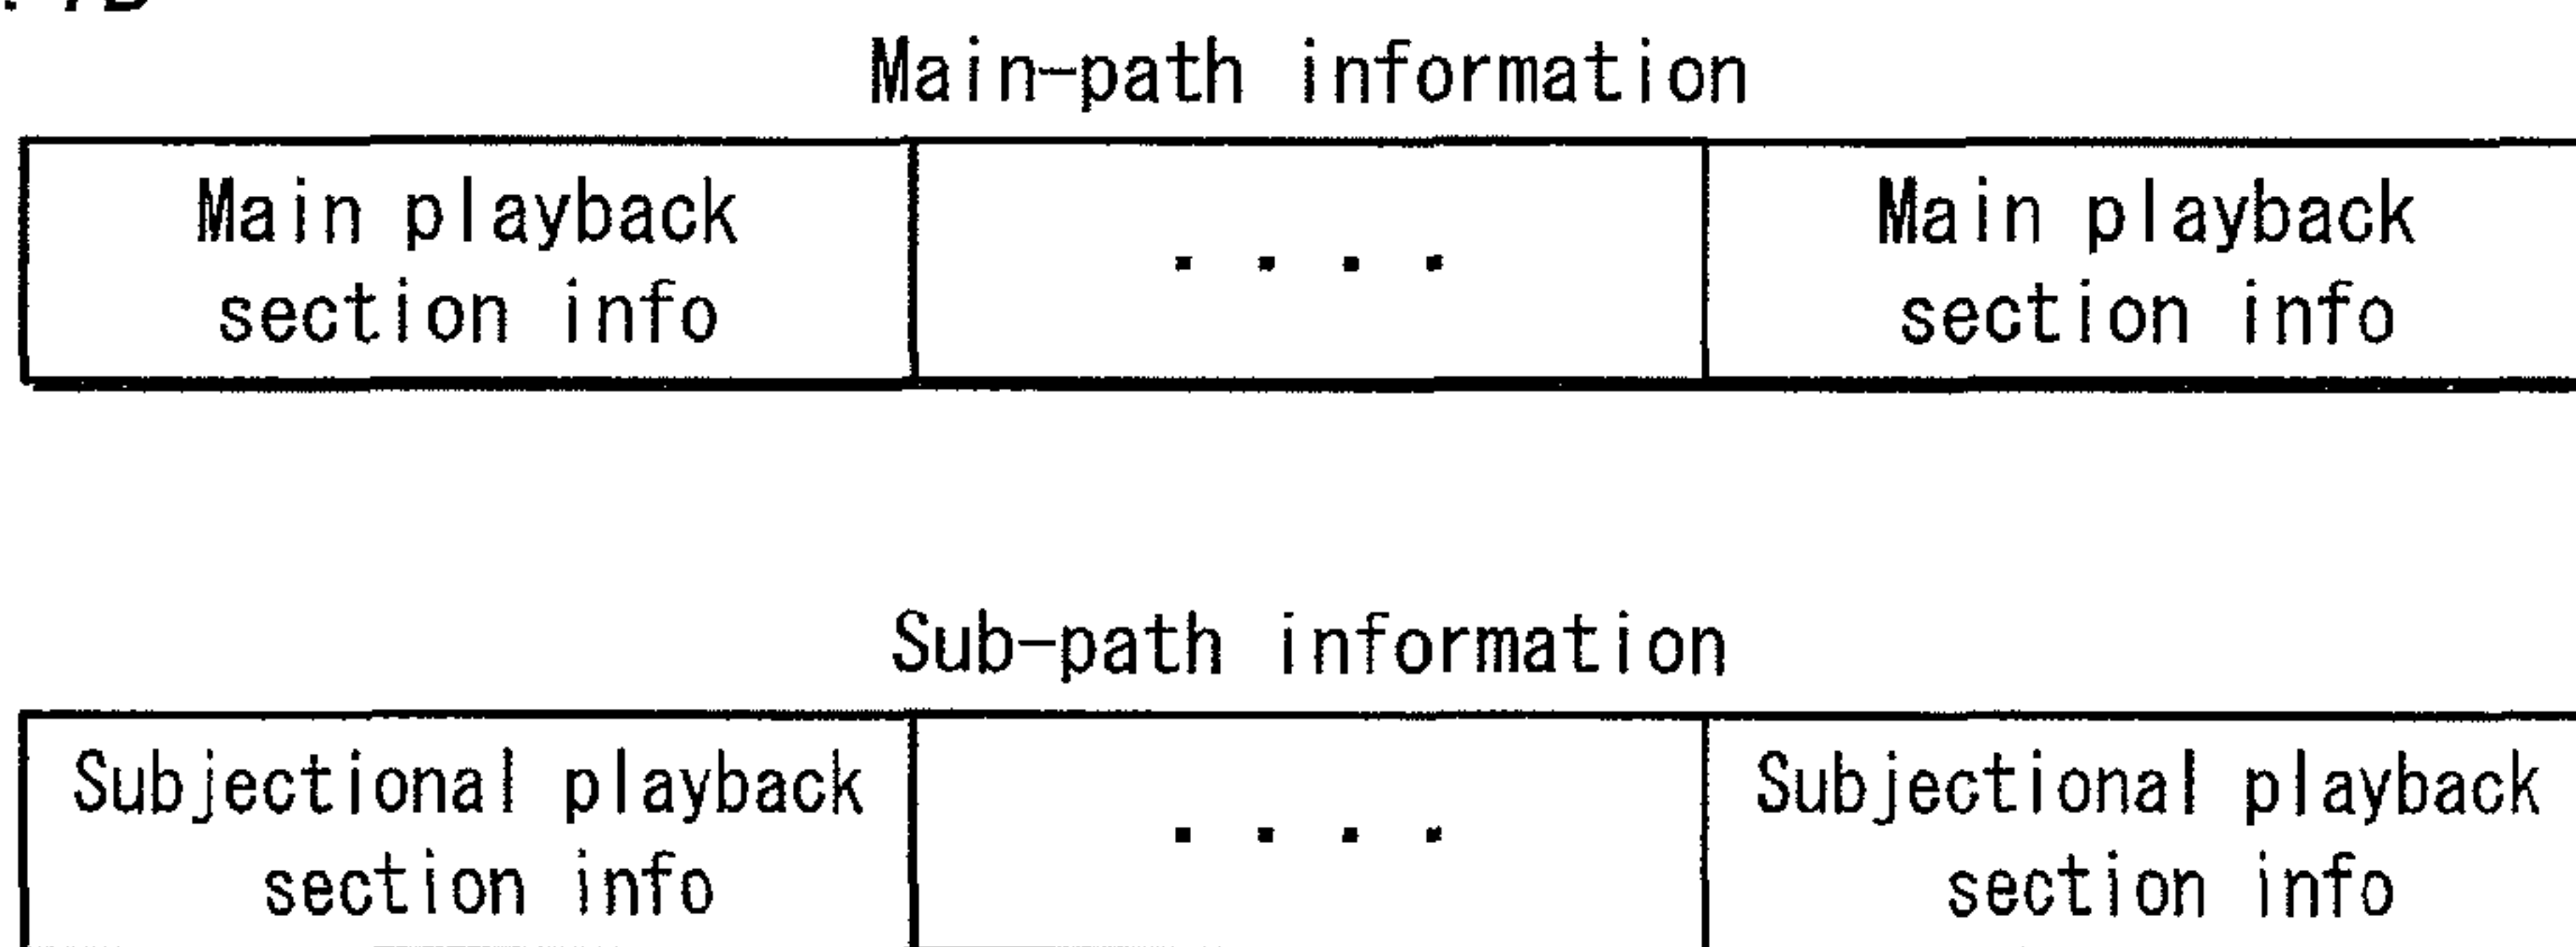 Main-path information
Main playback
section info
. . . .
Main playback
section info
Sub-path information
Subjectional playback
section info
. . . .
Subjectional playback
section info